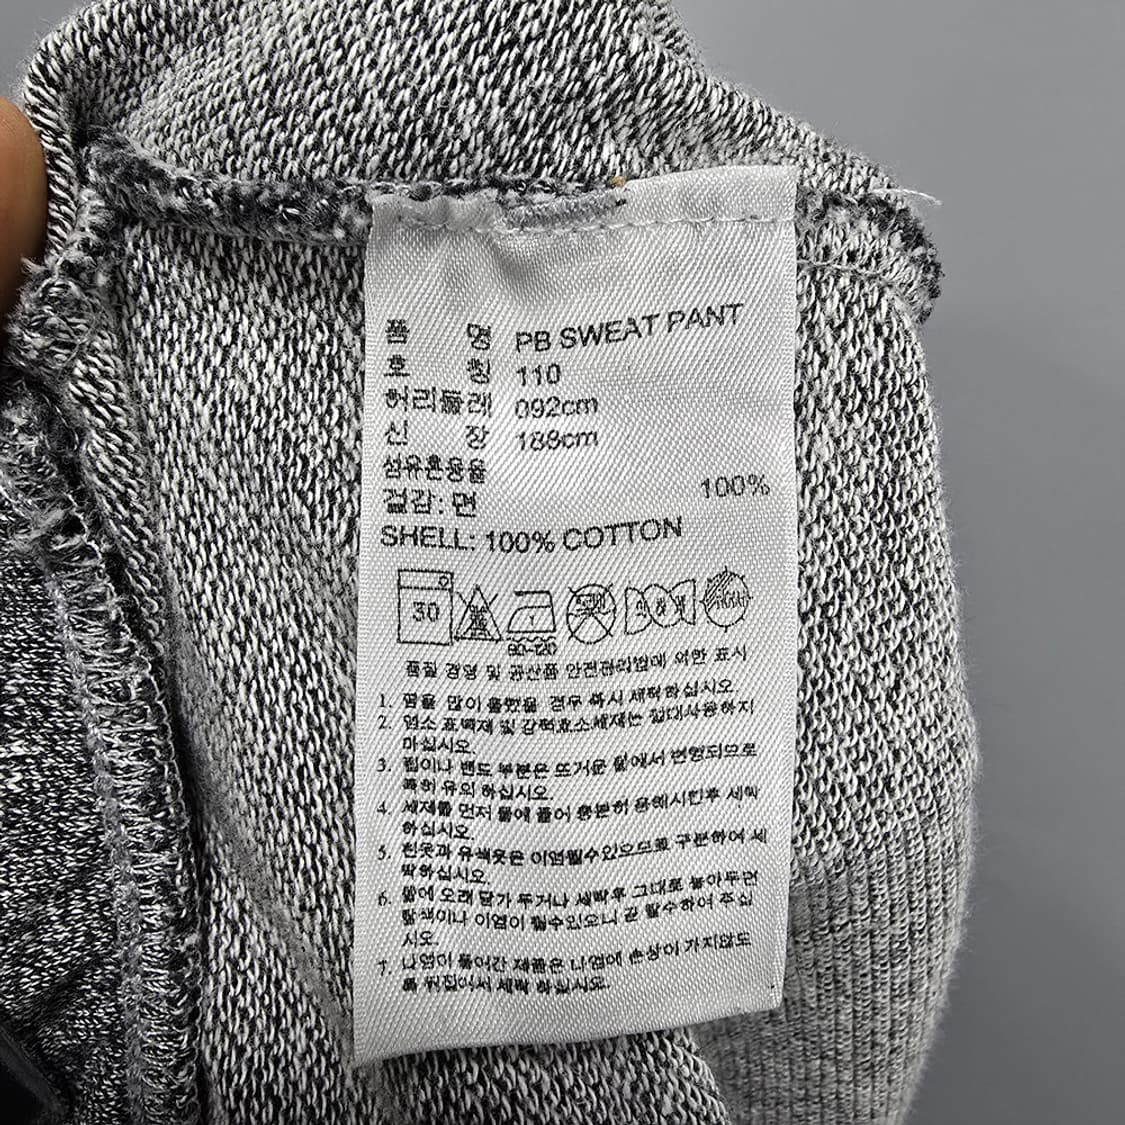 품 명 PB SWEAT PANT
호 칭 110
허리둘레 092cm
신 장 188cm
섬유혼용율
겉감: 면 100%
SHELL: 100% COTTON
30
80-120
품질 경영 및 공산품 안전관리법에 의한 표시
1. 땀을 많이 흘렸을 경우 즉시 세탁하십시오
2. 염소 표백제 및 강력효소세제는 절대사용하지
마십시오
3. 립이나 밴드 부분은 뜨거운 물에서 변형되므로
특히 유의 하십시오.
4. 세제를 먼저 물에 풀어 충분히 용해시킨후 세탁
하십시오
5. 흰옷과 유색옷은 이염될수있으므로 구분하여 세
탁하십시오.
6. 물에 오래 담가 두거나 세탁후 그대로 놓아두면
탈색이나 이염이 될수있으니 곧 탈수하여 주십
시오.
7. 나염이 들어간 제품은 나염에 손상이 가지않도
록 뒤집어서 세탁 하십시오.